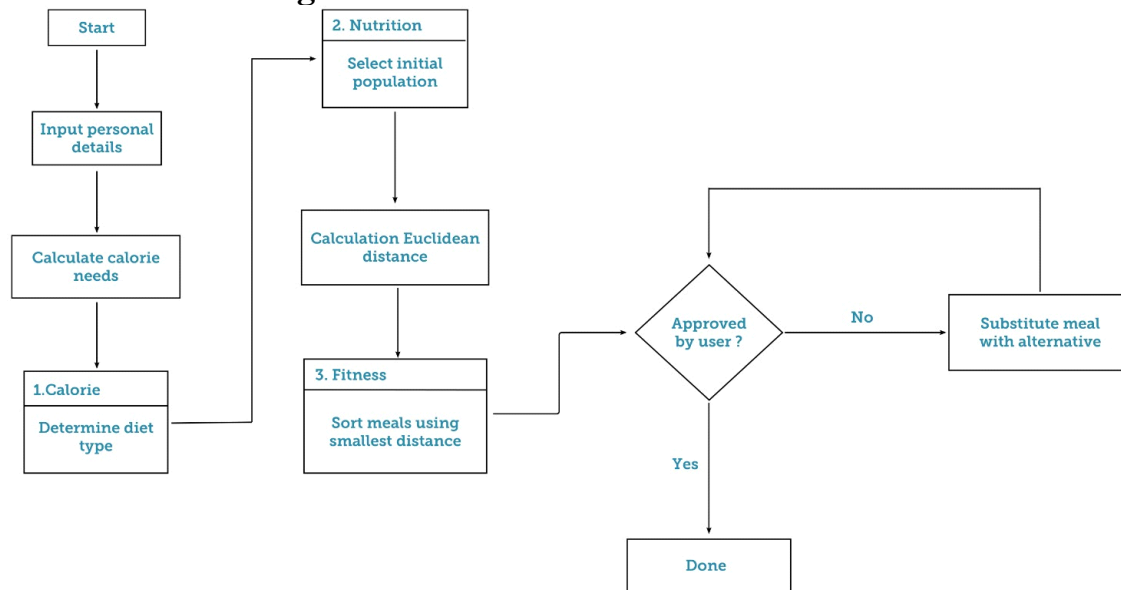 Start
Input personal
details
Calculate calorie
needs
1.Calorie
Determine diet
type
2. Nutrition
Select initial
population
Calculation Euclidean
distance
3. Fitness
Sort meals using
smallest distance
Approved
by user ?
No
Substitute meal
with alternative
Yes
Done